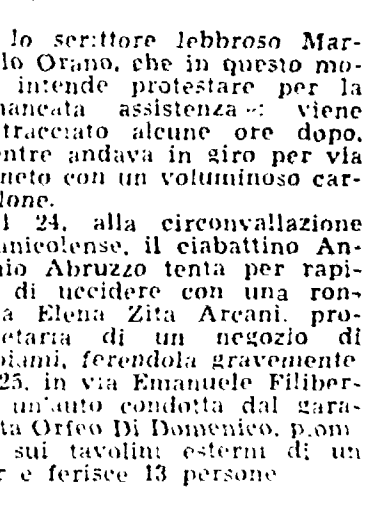 lo scrittore lebbroso Mar-
lo Orano, che in questo mo-
intende protestare per la
mancata assistenza»: viene
tracciato alcune ore dopo,
entre andava in giro per via
neto con un voluminoso car-
lone.
l 24, alla circonvallazione
anicolense, il ciabattino An-
nio Abruzzo tenta per rapi-
di uccidere con una ron-
a Elena Zita Arcani, pro-
etaria di un negozio di
piami, ferendola gravemente
25, in via Emanuele Filiber-
un'auto condotta dal gara-
ta Orfeo Di Domenico, piom
sui tavolini esterni di un
r e ferisce 13 persone